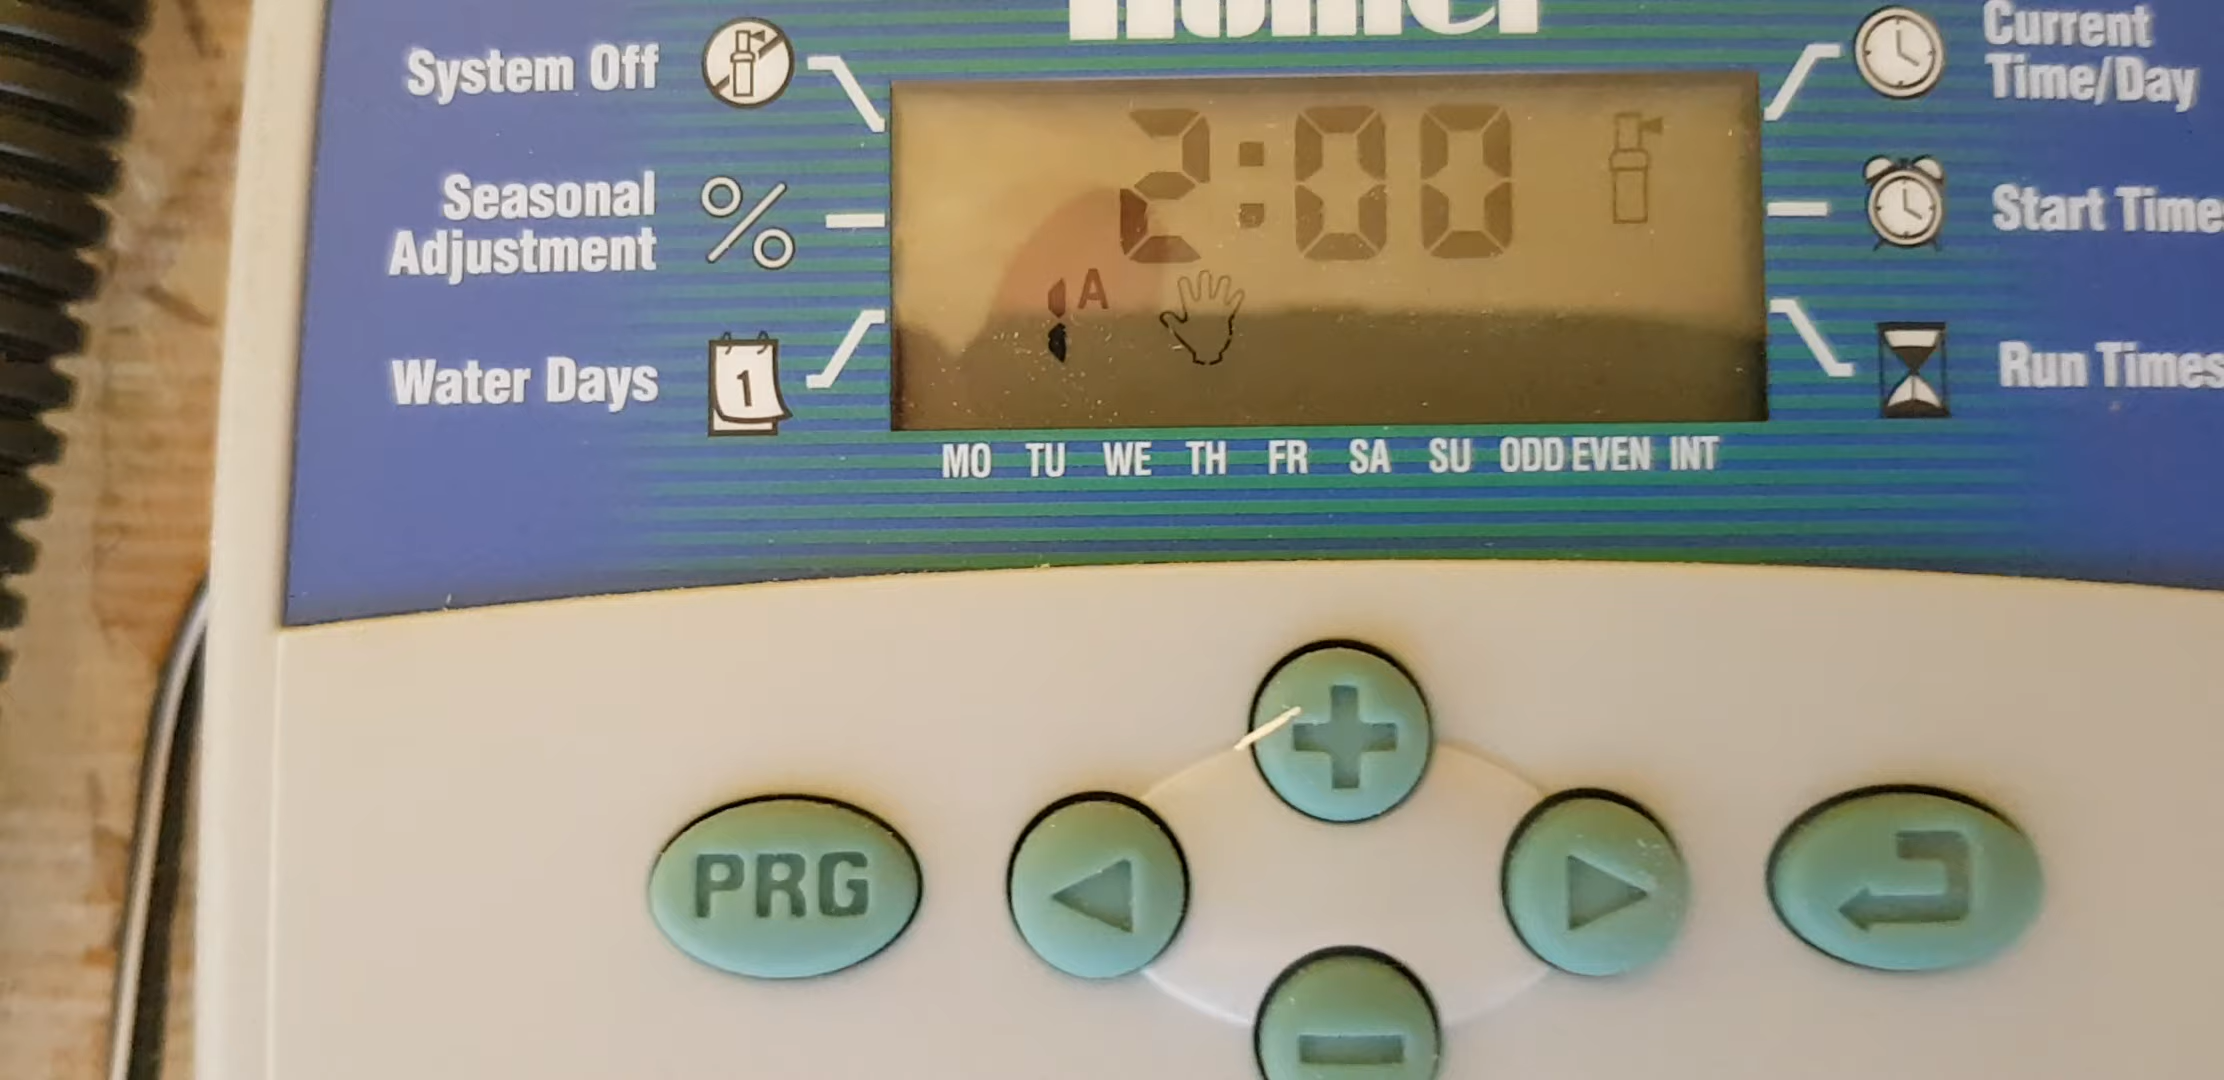 System Off
Current
Time/Day
2:00
Seasonal
Adjustment
Start Time
1 A
Water Days
1
Run Times
MO TU WE TH FR SA SU ODD EVEN INT
PRG